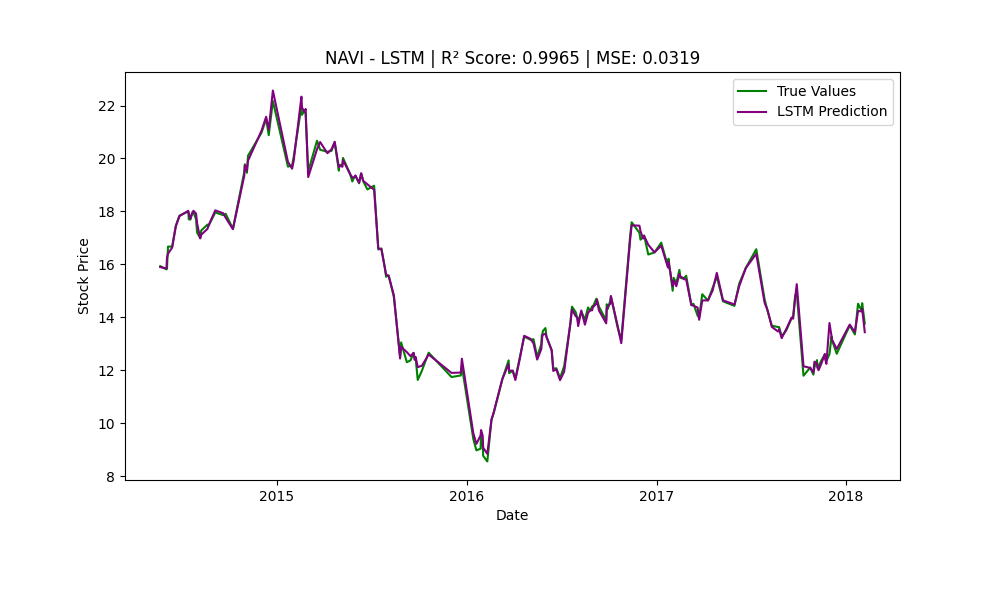 NAVI - LSTM | R² Score: 0.9965 | MSE: 0.0319
True Values
LSTM Prediction
22
20
18
16
14
12
10
8
Stock Price
2015
2016
2017
2018
Date